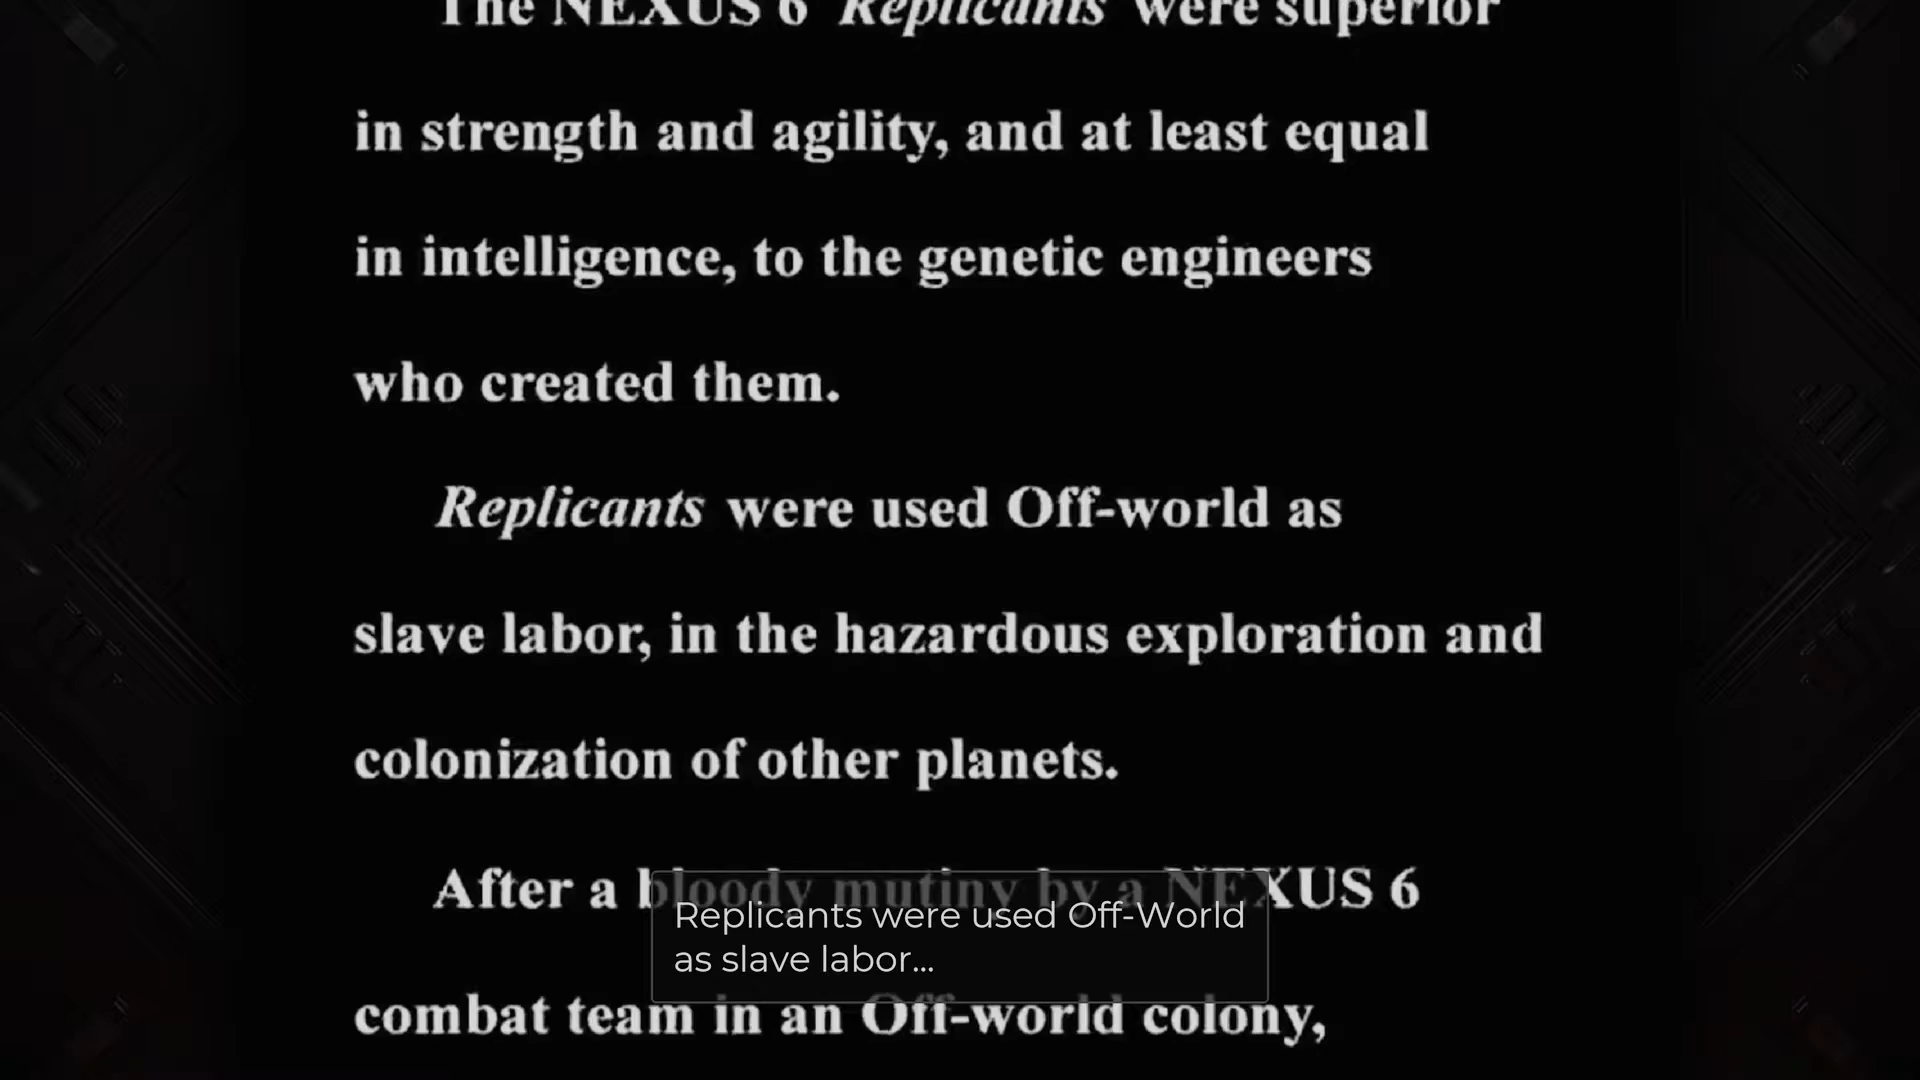 The NEXUS 6 Replicants were superior
in strength and agility, and at least equal
in intelligence, to the genetic engineers
who created them.
Replicants were used Off-world as
slave labor, in the hazardous exploration and
colonization of other planets.
After a bloody mutiny by a NEXUS 6
Replicants were used Off-World
as slave labor...
combat team in an Off-world colony,